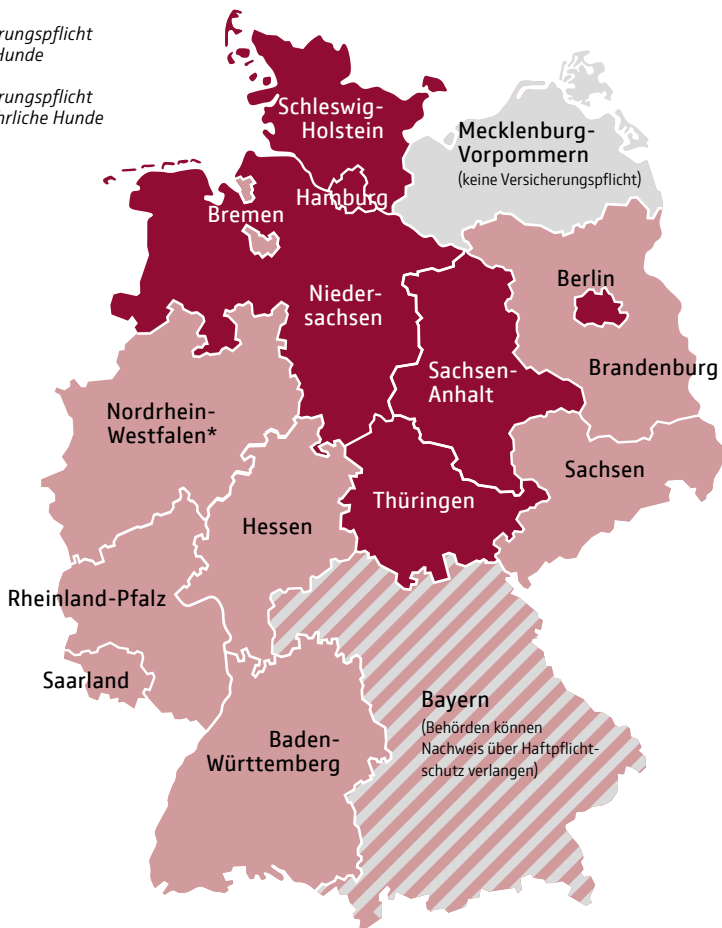 rungspflicht
Hunde
rungspflicht
hrliche Hunde
Schleswig-
Holstein
Mecklenburg-
Vorpommern
(keine Versicherungspflicht)
Hamburg
Bremen
Berlin
Nieder-
sachsen
Brandenburg
Sachsen-
Anhalt
Nordrhein-
Westfalen*
Sachsen
Thüringen
Hessen
Rheinland-Pfalz
Saarland
Bayern
(Behörden können
Nachweis über Haftpflicht-
schutz verlangen)
Baden-
Württemberg